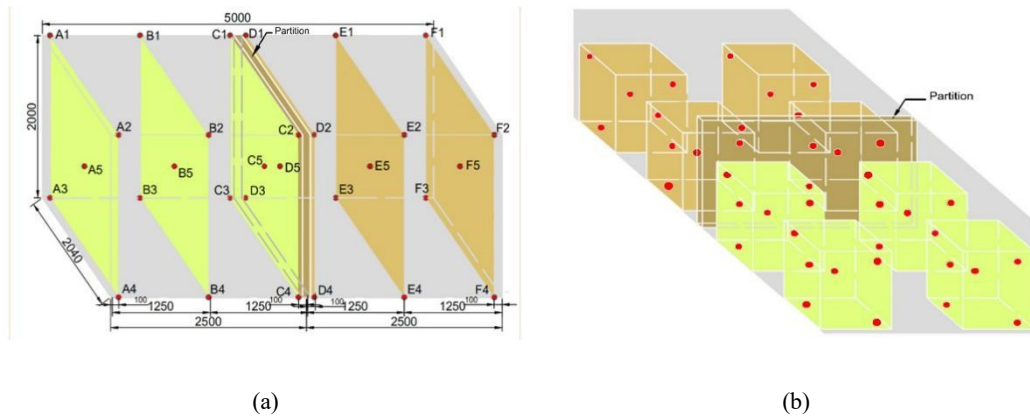 5000
A1 B1 C1 D1 Partition E1 F1
2000
A2 B2 C2 D2 E2 F2
A5 B5 C5 D5 E5 F5
A3 B3 C3 D3 E3 F3
2040
A4 B4 C4 D4 E4 F4
100 100 100 100
1250 1250 1250 1250
2500 2500
Partition
(a) (b)